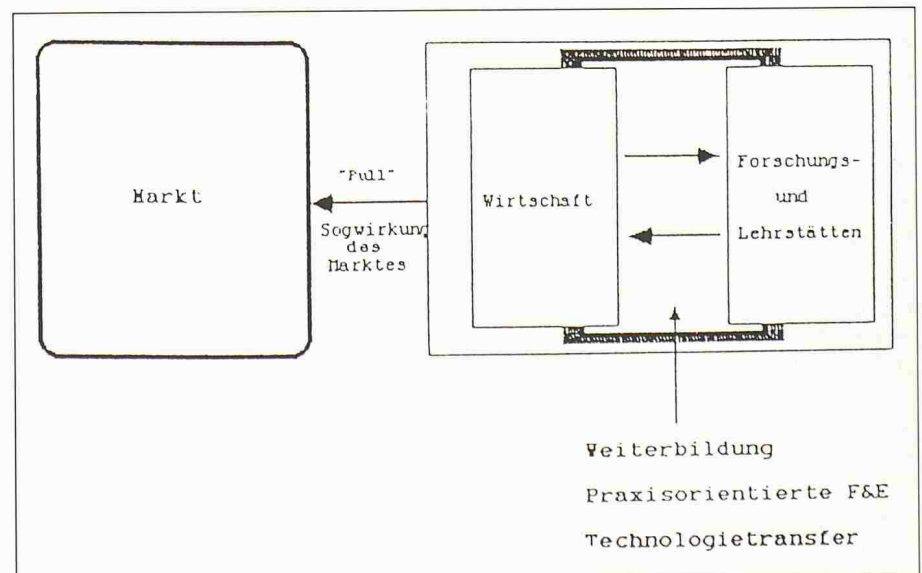 Markt
"Pull"
Sogwirkung
des
Marktes
Wirtschaft
Forschungs-
und
Lehrstätten
Weiterbildung
Praxisorientierte F&E
Technologietransfer